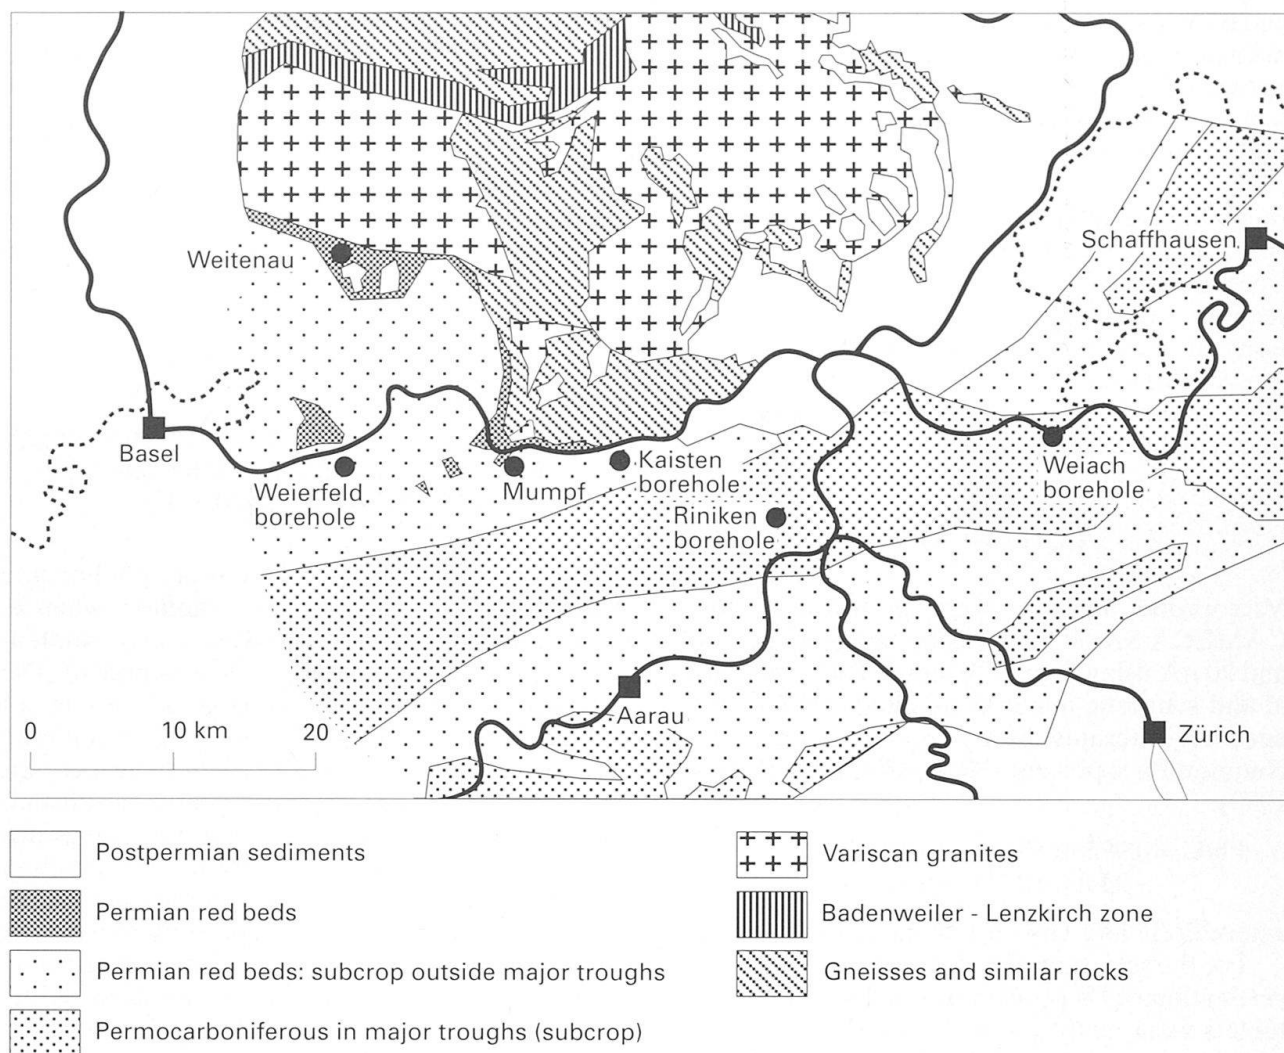 Schaffhausen
Weitenau
Basel
Weierfeld
borehole
Mumpf
Kaisten
borehole
Riniken
borehole
Weiach
borehole
Aarau
Zürich
0 10 km 20
Postpermian sediments
Permian red beds
Permian red beds: subcrop outside major troughs
Permocarboniferous in major troughs (subcrop)
Variscan granites
Badenweiler - Lenzkirch zone
Gneisses and similar rocks